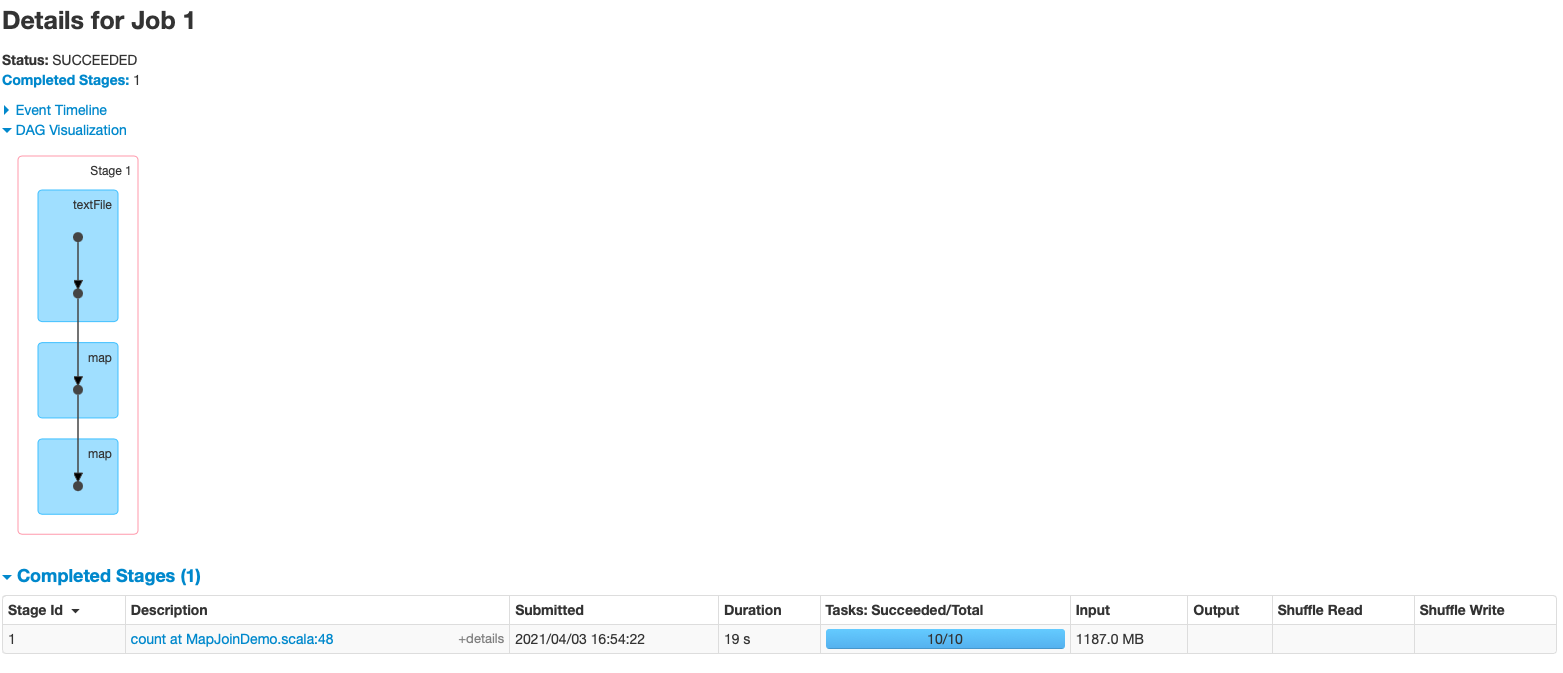 Details for Job 1
Status: SUCCEEDED
Completed Stages: 1
Event Timeline
DAG Visualization
Stage 1
textFile
map
map
Completed Stages (1)
Stage Id Description Submitted Duration Tasks: Succeeded/Total Input Output Shuffle Read Shuffle Write
1 count at MapJoinDemo.scala:48 +details 2021/04/03 16:54:22 19 s 10/10 1187.0 MB